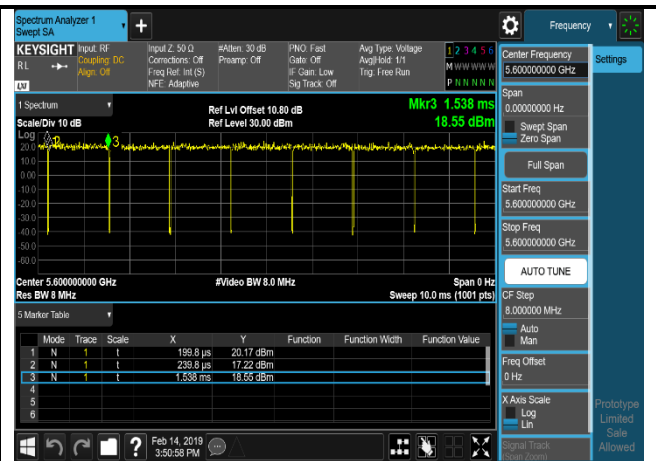 Spectrum Analyzer 1
Swept SA
Frequency
KEYSIGHT
RL
LXI
Input: RF
Coupling: DC
Align: Off
Input Z: 50 Ω
Corrections: Off
Freq Ref: Int (S)
NFE: Adaptive
#Atten: 30 dB
Preamp: Off
PNO: Fast
Gate: Off
IF Gain: Low
Sig Track: Off
Avg Type: Voltage
Avg|Hold: 1/1
Trig: Free Run
1 2 3 4 5 6
M W W W W W
P N N N N N
Center Frequency
5.600000000 GHz
Settings
1 Spectrum
Scale/Div 10 dB
Ref Lvl Offset 10.80 dB
Ref Level 30.00 dBm
Mkr3 1.538 ms
18.55 dBm
Span
0.00000000 Hz
Swept Span
Zero Span
Full Span
Start Freq
5.600000000 GHz
Stop Freq
5.600000000 GHz
AUTO TUNE
CF Step
8.000000 MHz
Auto
Man
Freq Offset
0 Hz
X Axis Scale
Log
Lin
Signal Track
(Span Zoom)
Log
20.0
10.0
0.00
-10.0
-20.0
-30.0
-40.0
-50.0
-60.0
2
3
Center 5.600000000 GHz
Res BW 8 MHz
#Video BW 8.0 MHz
Span 0 Hz
Sweep 10.0 ms (1001 pts)
5 Marker Table
Mode Trace Scale X Y Function Function Width Function Value
1 N 1 t 199.8 µs 20.17 dBm
2 N 1 t 239.8 µs 17.22 dBm
3 N 1 t 1.538 ms 18.55 dBm
4
5
6
Prototype
Limited
Sale
Allowed
?
Feb 14, 2019
3:50:58 PM